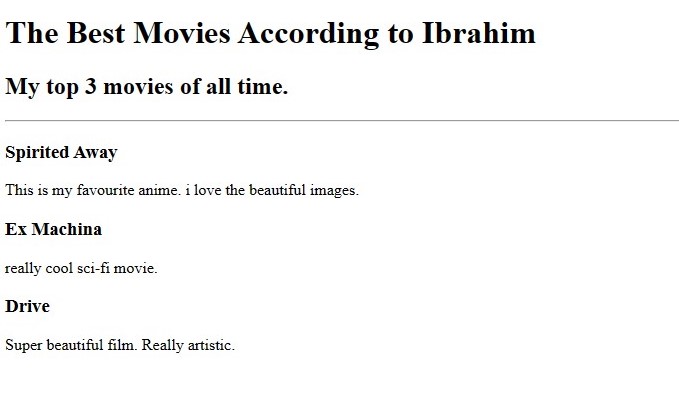 The Best Movies According to Ibrahim
My top 3 movies of all time.
Spirited Away
This is my favourite anime. i love the beautiful images.
Ex Machina
really cool sci-fi movie.
Drive
Super beautiful film. Really artistic.